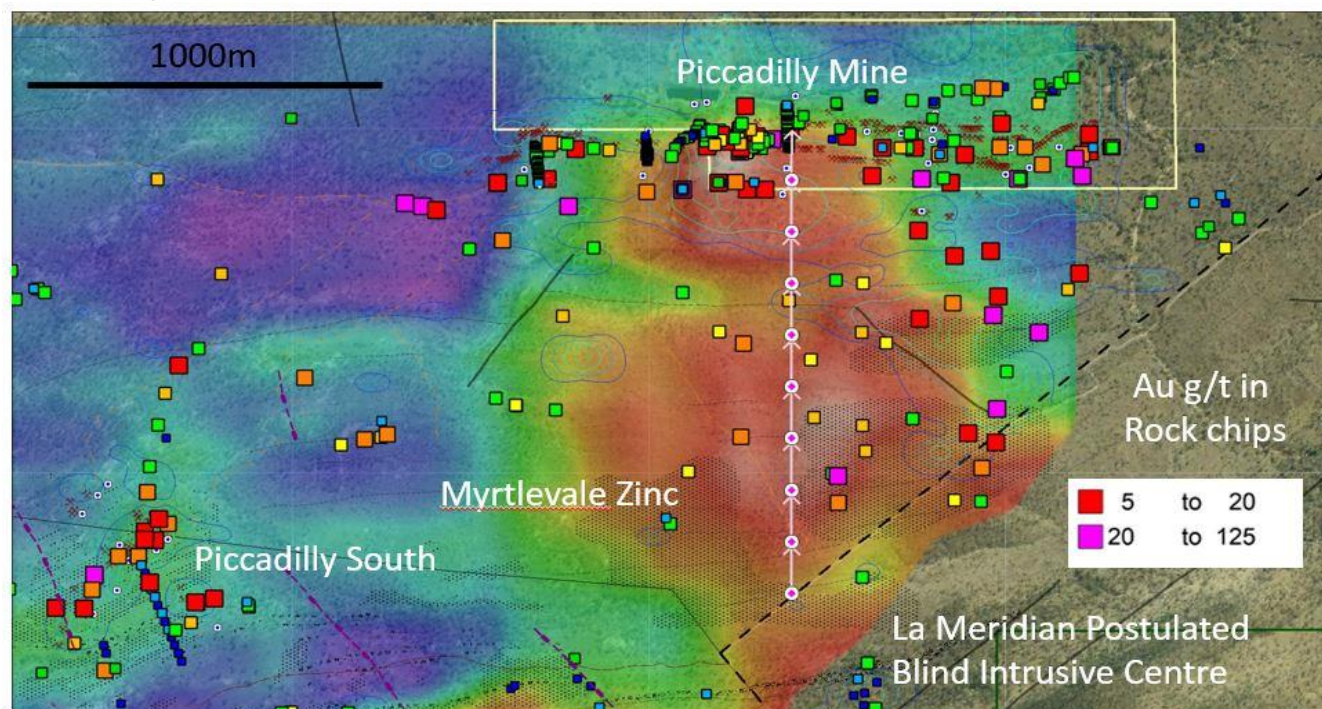 1000m
Piccadilly Mine
Au g/t in
Rock chips
Myrtlevale Zinc
5 to 20
20 to 125
Piccadilly South
La Meridian Postulated
Blind Intrusive Centre